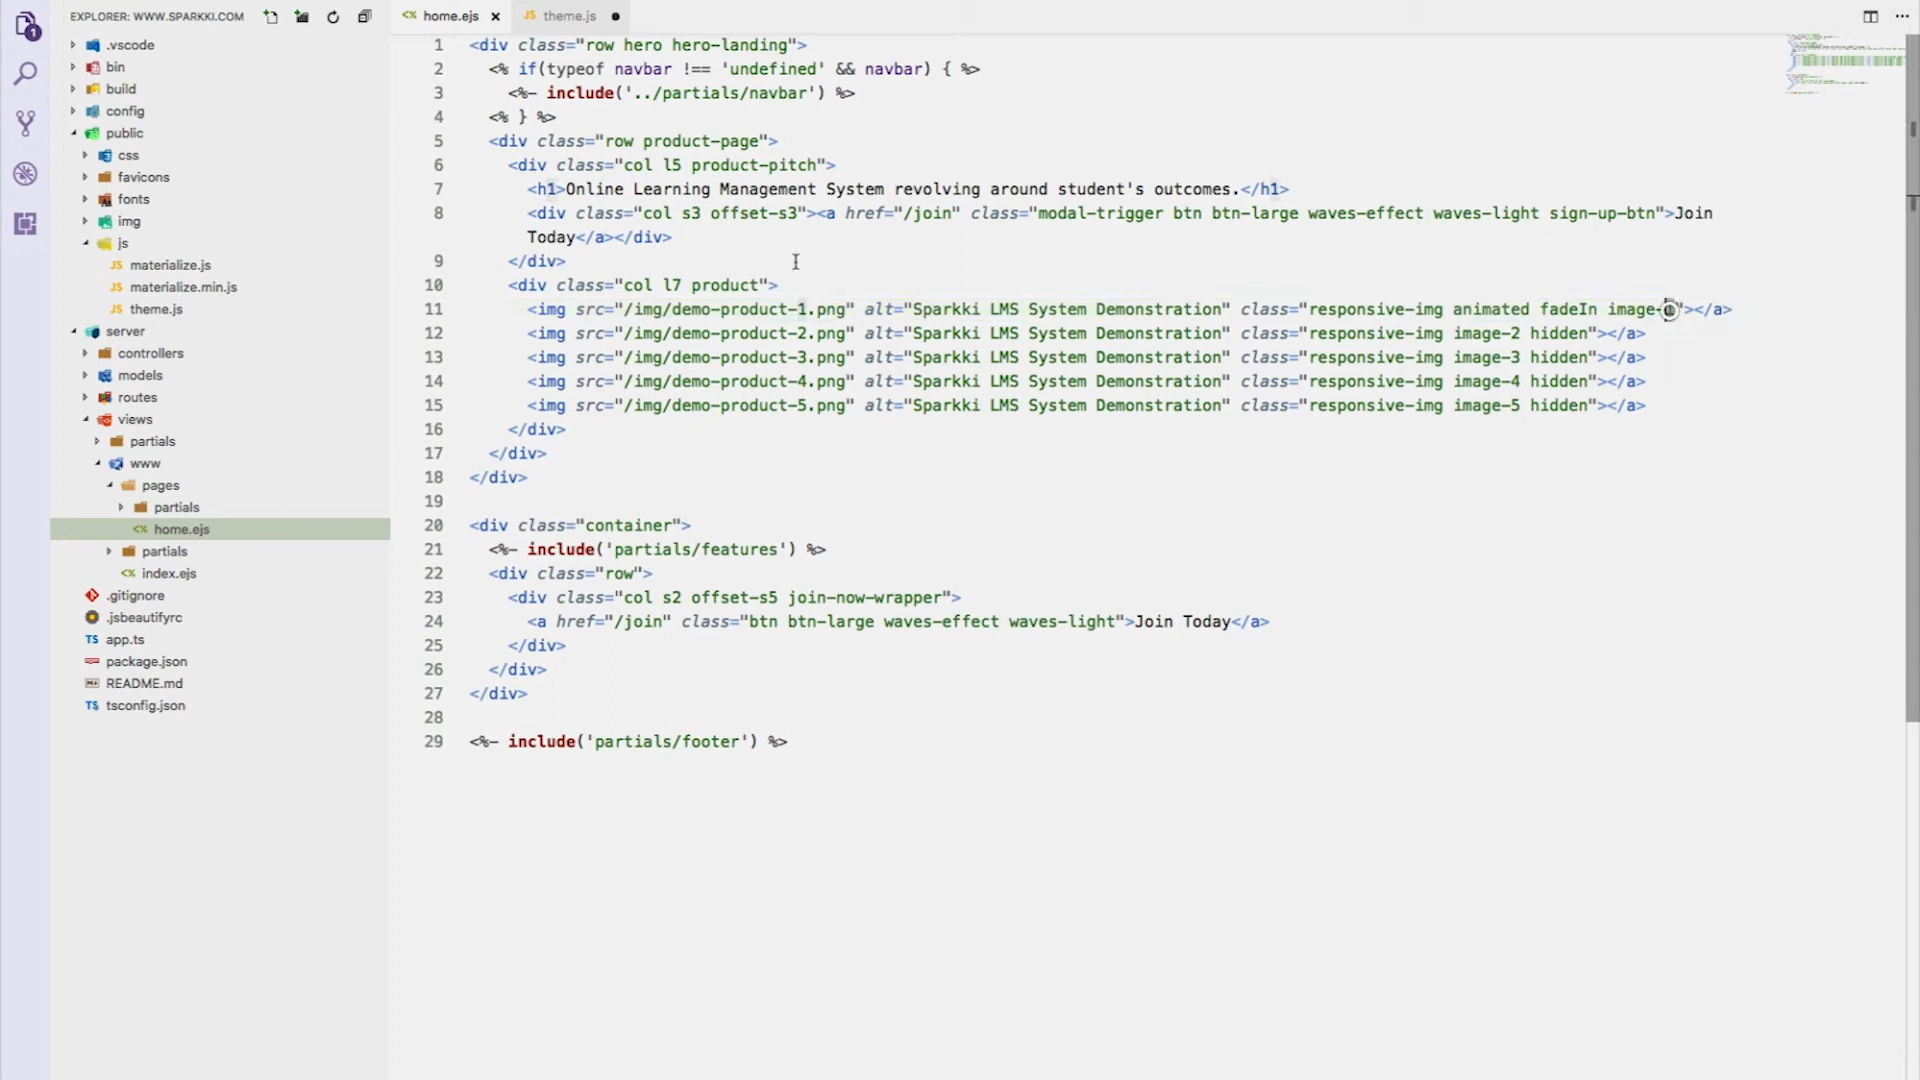 EXPLORER: WWW.SPARKKI.COM
1
.vscode
bin
build
config
public
css
favicons
fonts
img
js
JS materialize.js
JS materialize.min.js
JS theme.js
server
controllers
models
routes
views
partials
www
pages
partials
<> home.ejs
partials
<> index.ejs
.gitignore
.jsbeautifyrc
TS app.ts
package.json
README.md
TS tsconfig.json
<> home.ejs × JS theme.js ●
1 <div class="row hero hero-landing">
2 <% if(typeof navbar !== 'undefined' && navbar) { %>
3 <%- include('../partials/navbar') %>
4 <% } %>
5 <div class="row product-page">
6 <div class="col l5 product-pitch">
7 <h1>Online Learning Management System revolving around student's outcomes.</h1>
8 <div class="col s3 offset-s3"><a href="/join" class="modal-trigger btn btn-large waves-effect waves-light sign-up-btn">Join
Today</a></div>
9 </div>
10 <div class="col l7 product">
11 <img src="/img/demo-product-1.png" alt="Sparkki LMS System Demonstration" class="responsive-img animated fadeIn image-"></a>
12 <img src="/img/demo-product-2.png" alt="Sparkki LMS System Demonstration" class="responsive-img image-2 hidden"></a>
13 <img src="/img/demo-product-3.png" alt="Sparkki LMS System Demonstration" class="responsive-img image-3 hidden"></a>
14 <img src="/img/demo-product-4.png" alt="Sparkki LMS System Demonstration" class="responsive-img image-4 hidden"></a>
15 <img src="/img/demo-product-5.png" alt="Sparkki LMS System Demonstration" class="responsive-img image-5 hidden"></a>
16 </div>
17 </div>
18 </div>
19
20 <div class="container">
21 <%- include('partials/features') %>
22 <div class="row">
23 <div class="col s2 offset-s5 join-now-wrapper">
24 <a href="/join" class="btn btn-large waves-effect waves-light">Join Today</a>
25 </div>
26 </div>
27 </div>
28
29 <%- include('partials/footer') %>